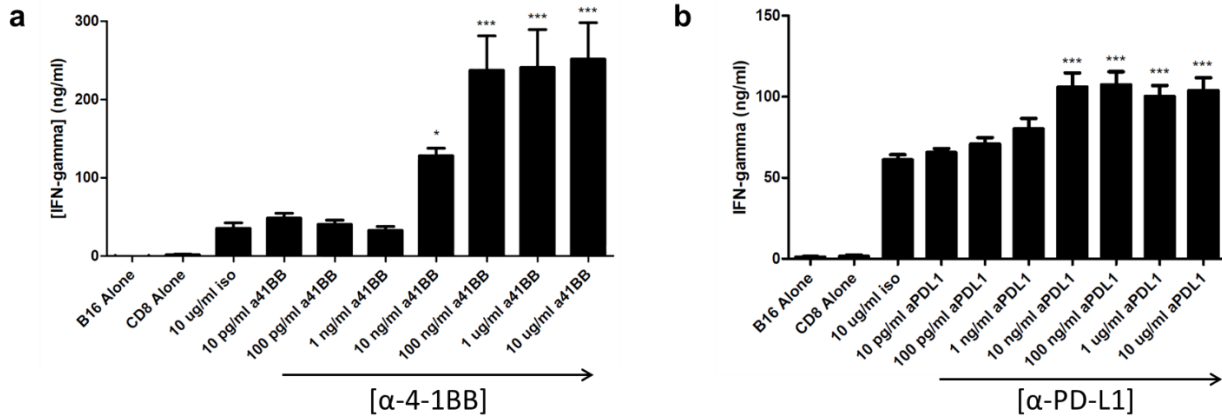 a
[IFN-gamma] (ng/ml)
300
200
100
0
*
***
***
***
B16 Alone
CD8 Alone
10 ug/ml iso
10 pg/ml a41BB
100 pg/ml a41BB
1 ng/ml a41BB
10 ng/ml a41BB
100 ng/ml a41BB
1 ug/ml a41BB
10 ug/ml a41BB
[α-4-1BB]
b
IFN-gamma (ng/ml)
150
100
50
0
***
***
***
***
B16 Alone
CD8 Alone
10 ug/ml iso
10 pg/ml aPDL1
100 pg/ml aPDL1
1 ng/ml aPDL1
10 ng/ml aPDL1
100 ng/ml aPDL1
1 ug/ml aPDL1
10 ug/ml aPDL1
[α-PD-L1]